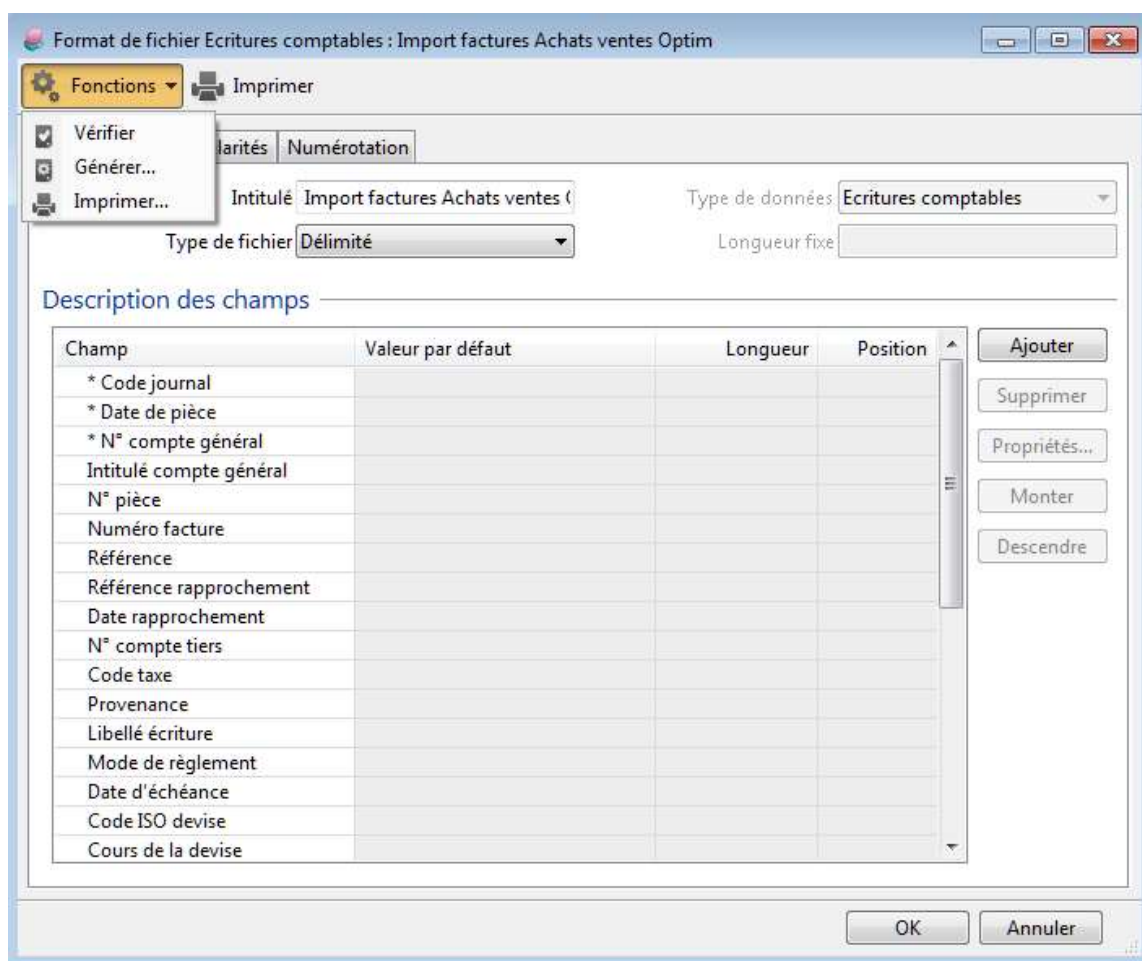 Format de fichier Ecritures comptables : Import factures Achats ventes Optim
Fonctions Imprimer
Vérifier
Générer...
Imprimer...
larités Numérotation
Intitulé Import factures Achats ventes ( Type de données Ecritures comptables
Type de fichier Délimité Longueur fixe
Description des champs
Champ Valeur par défaut Longueur Position Ajouter
* Code journal
Supprimer
* Date de pièce
* N° compte général
Propriétés...
Intitulé compte général
N° pièce
Monter
Numéro facture
Descendre
Référence
Référence rapprochement
Date rapprochement
N° compte tiers
Code taxe
Provenance
Libellé écriture
Mode de règlement
Date d'échéance
Code ISO devise
Cours de la devise
OK Annuler